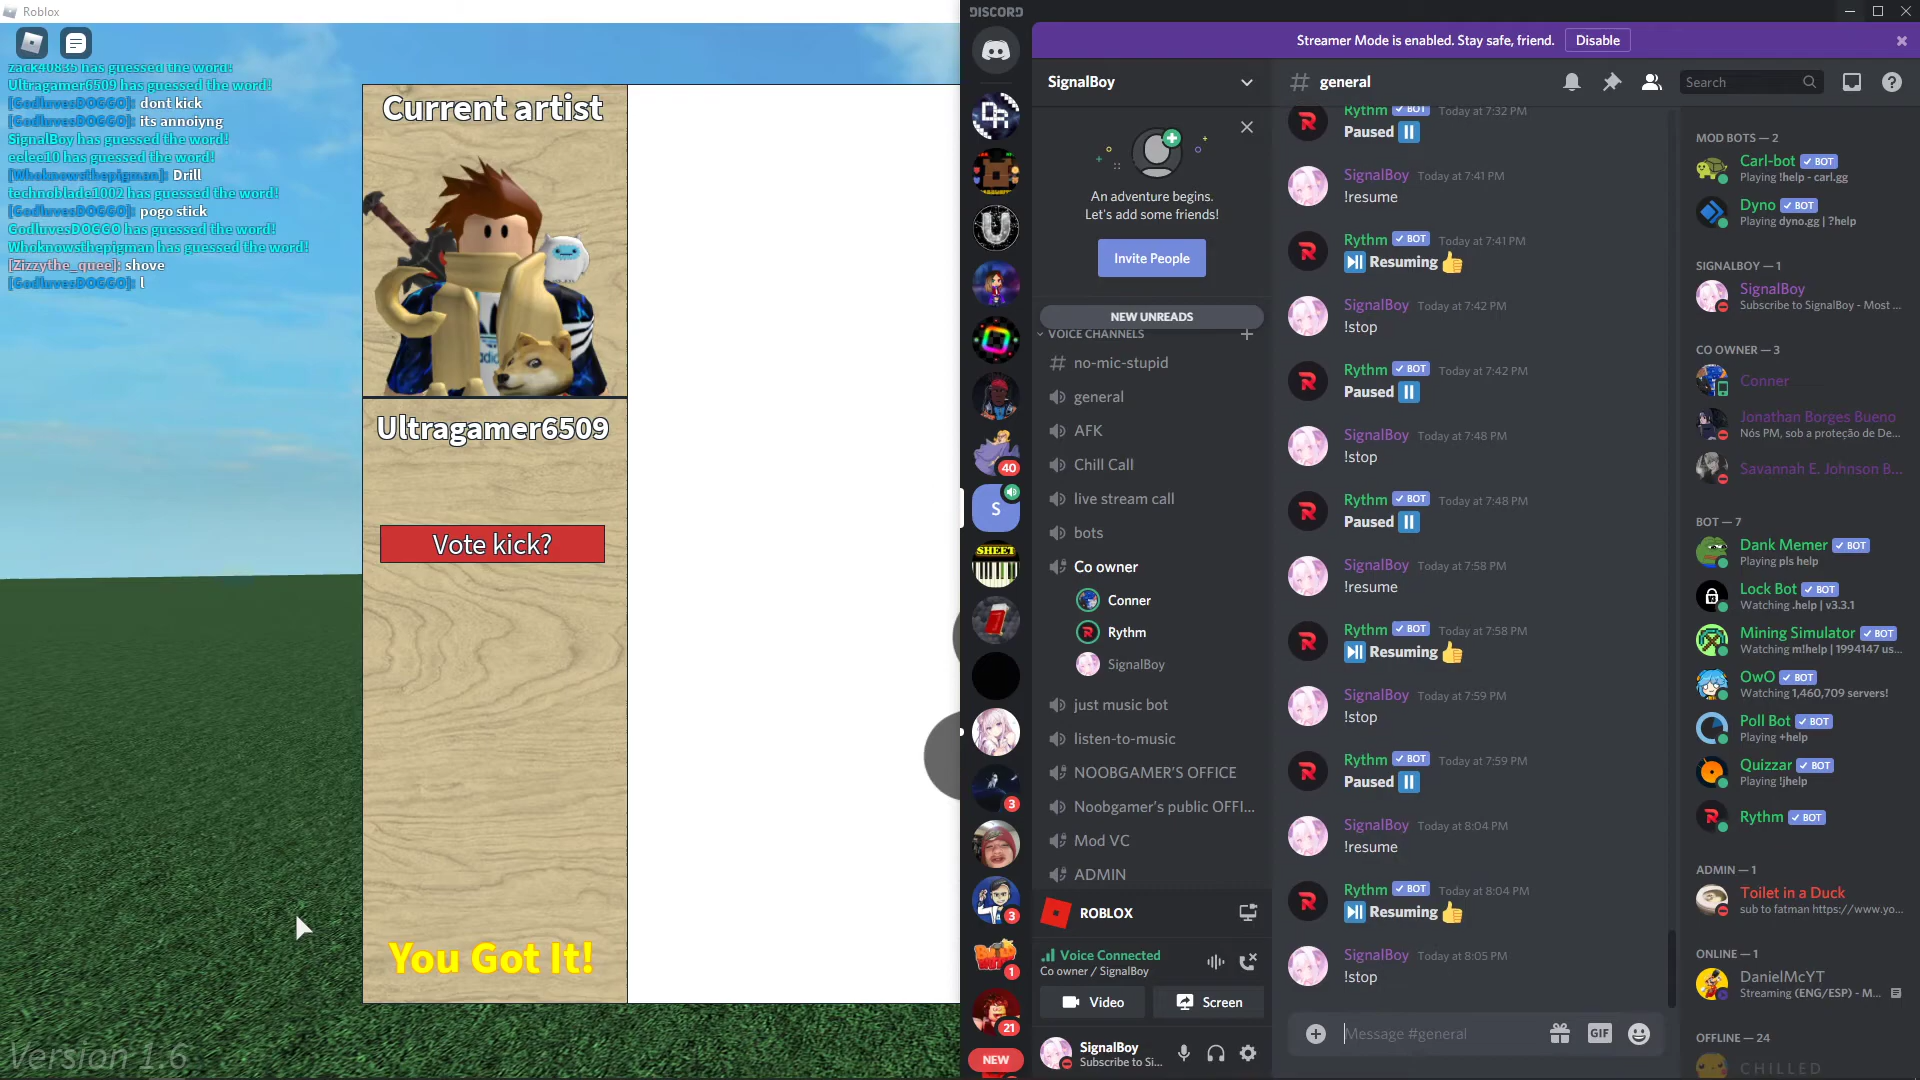 Roblox
zack40835 has guessed the word!
Ultragamer6509 has guessed the word!
[GodluvesDOGGO]: dont kick
[GodluvesDOGGO]: its annoiyng
SignalBoy has guessed the word!
eelee10 has guessed the word!
[Whoknowsthepigman]: Drill
technoblade1002 has guessed the word!
[GodluvesDOGGO]: pogo stick
GodluvesDOGGO has guessed the word!
Whoknowsthepigman has guessed the word!
[Zizzythe_quee]: shove
[GodluvesDOGGO]: l
Current artist
Ultragamer6509
Vote kick?
You Got It!
Version 1.6
DISCORD
Streamer Mode is enabled. Stay safe, friend. Disable
40
S
SHEET
3
3
1
21
NEW
SignalBoy
An adventure begins.
Let's add some friends!
Invite People
NEW UNREADS
VOICE CHANNELS
no-mic-stupid
general
AFK
Chill Call
live stream call
bots
Co owner
Conner
Rythm
SignalBoy
just music bot
listen-to-music
NOOBGAMER'S OFFICE
Noobgamer's public OFFI...
Mod VC
ADMIN
ROBLOX
Voice Connected
Co owner / SignalBoy
Video
Screen
SignalBoy
Subscribe to Si...
general
Search
Rythm BOT Today at 7:32 PM
Paused
SignalBoy Today at 7:41 PM
!resume
Rythm BOT Today at 7:41 PM
Resuming
SignalBoy Today at 7:42 PM
!stop
Rythm BOT Today at 7:42 PM
Paused
SignalBoy Today at 7:48 PM
!stop
Rythm BOT Today at 7:48 PM
Paused
SignalBoy Today at 7:58 PM
!resume
Rythm BOT Today at 7:58 PM
Resuming
SignalBoy Today at 7:59 PM
!stop
Rythm BOT Today at 7:59 PM
Paused
SignalBoy Today at 8:04 PM
!resume
Rythm BOT Today at 8:04 PM
Resuming
SignalBoy Today at 8:05 PM
!stop
Message #general
GIF
MOD BOTS — 2
Carl-bot BOT
Playing !help - carl.gg
Dyno BOT
Playing dyno.gg | ?help
SIGNALBOY — 1
SignalBoy
Subscribe to SignalBoy - Most ...
CO OWNER — 3
Conner
Jonathan Borges Bueno
Nós PM, sob a proteção de De...
Savannah E. Johnson B...
BOT — 7
Dank Memer BOT
Playing pls help
Lock Bot BOT
Watching .help | v3.3.1
Mining Simulator BOT
Watching m!help | 1994147 us...
OwO BOT
Watching 1,460,709 servers!
Poll Bot BOT
Playing +help
Quizzar BOT
Playing !jhelp
Rythm BOT
ADMIN — 1
Toilet in a Duck
sub to fatman https://www.yo...
ONLINE — 1
DanielMcYT
Streaming (ENG/ESP) - M...
OFFLINE — 24
CHILLED